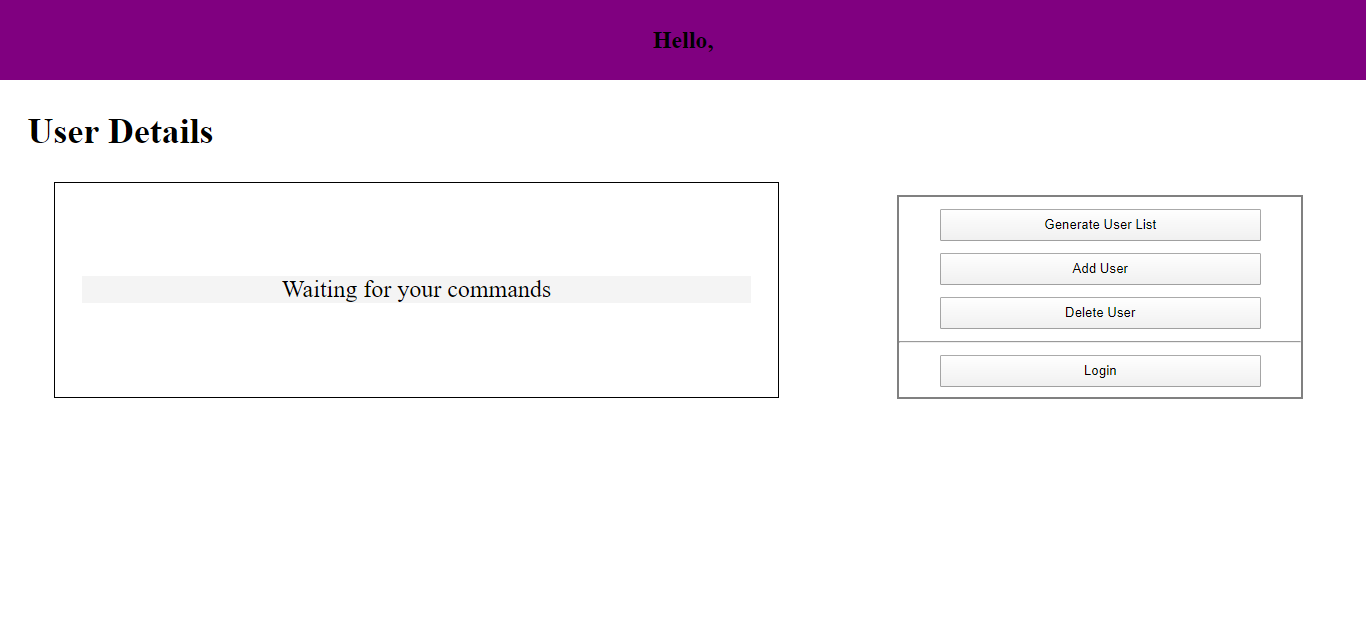 Hello,
User Details
Waiting for your commands
Generate User List
Add User
Delete User
Login